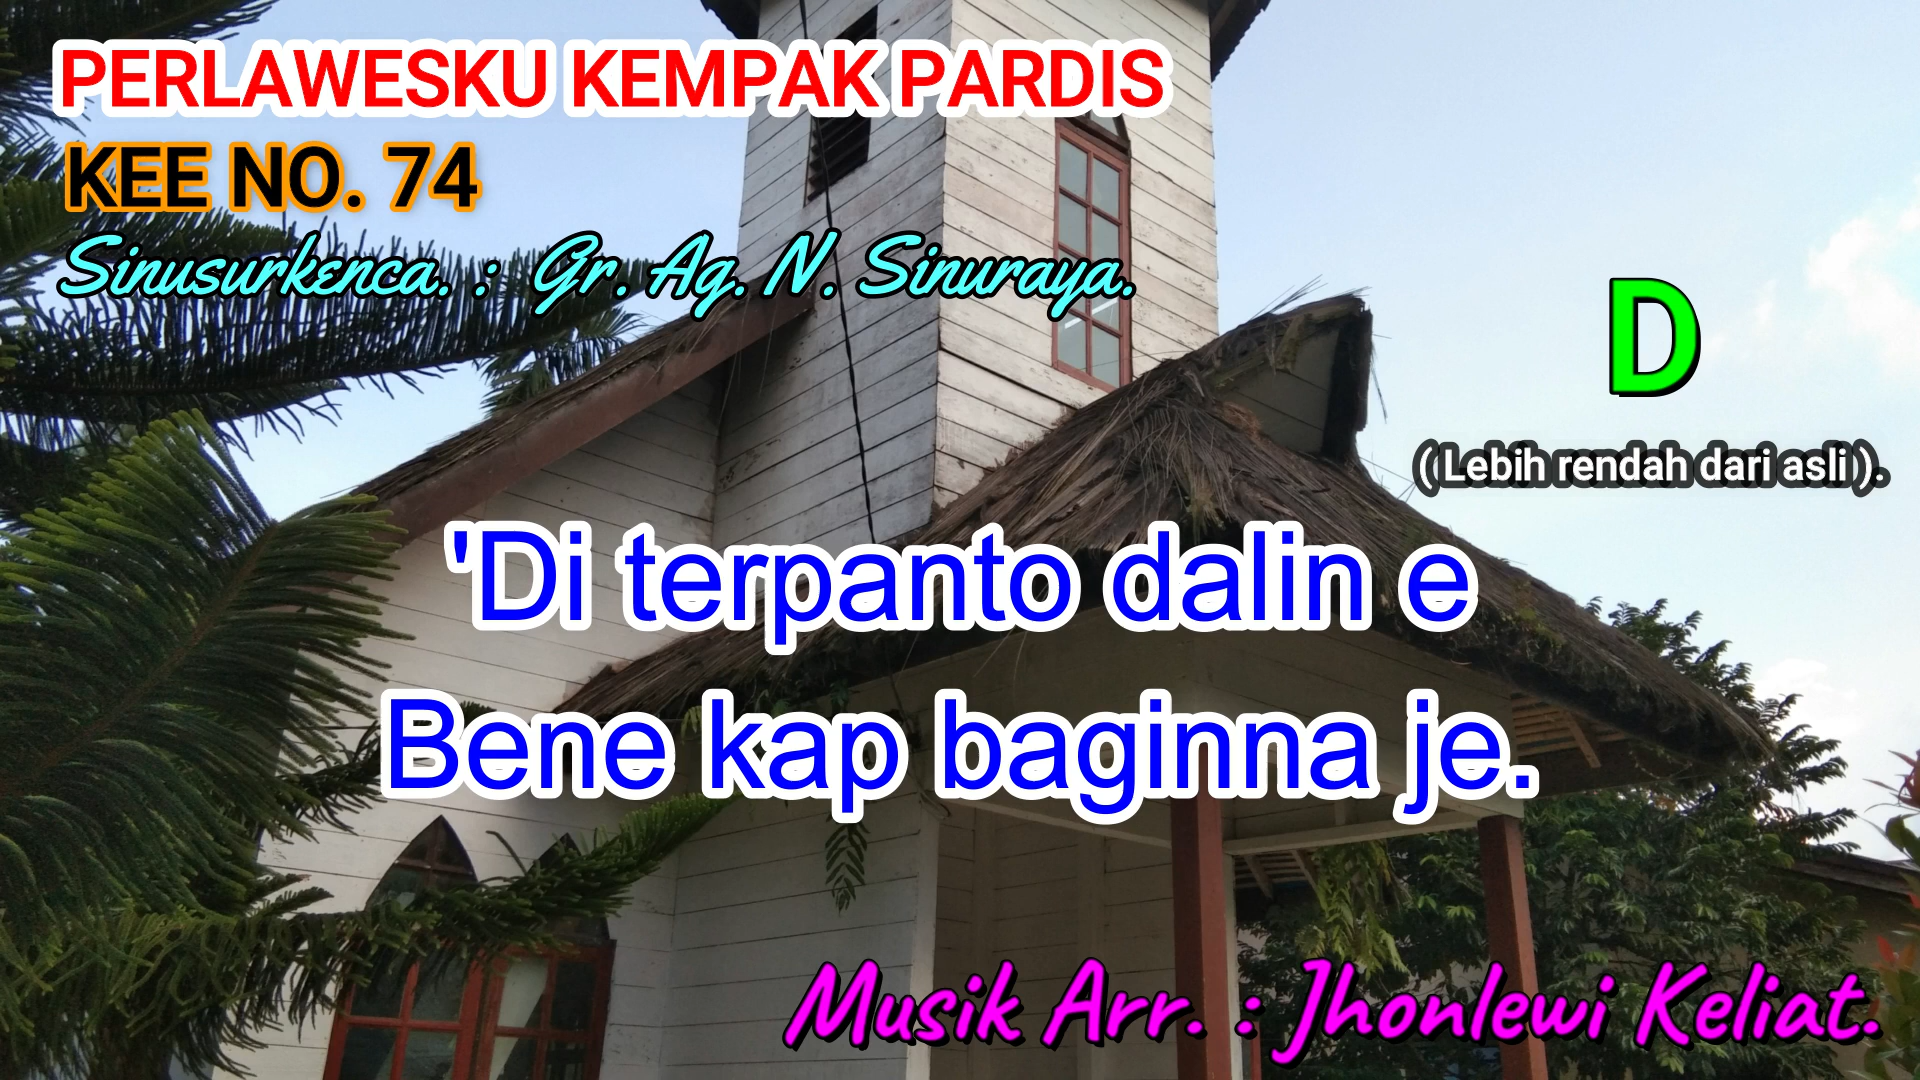 PERLAWESKU KEMPAK PARDIS
KEE NO. 74
Sinusurkenca. : Gr. Ag. N. Sinuraya.
D
( Lebih rendah dari asli ).
'Di terpanto dalin e
Bene kap baginna je.
Musik Arr. : Jhonlewi Keliat.